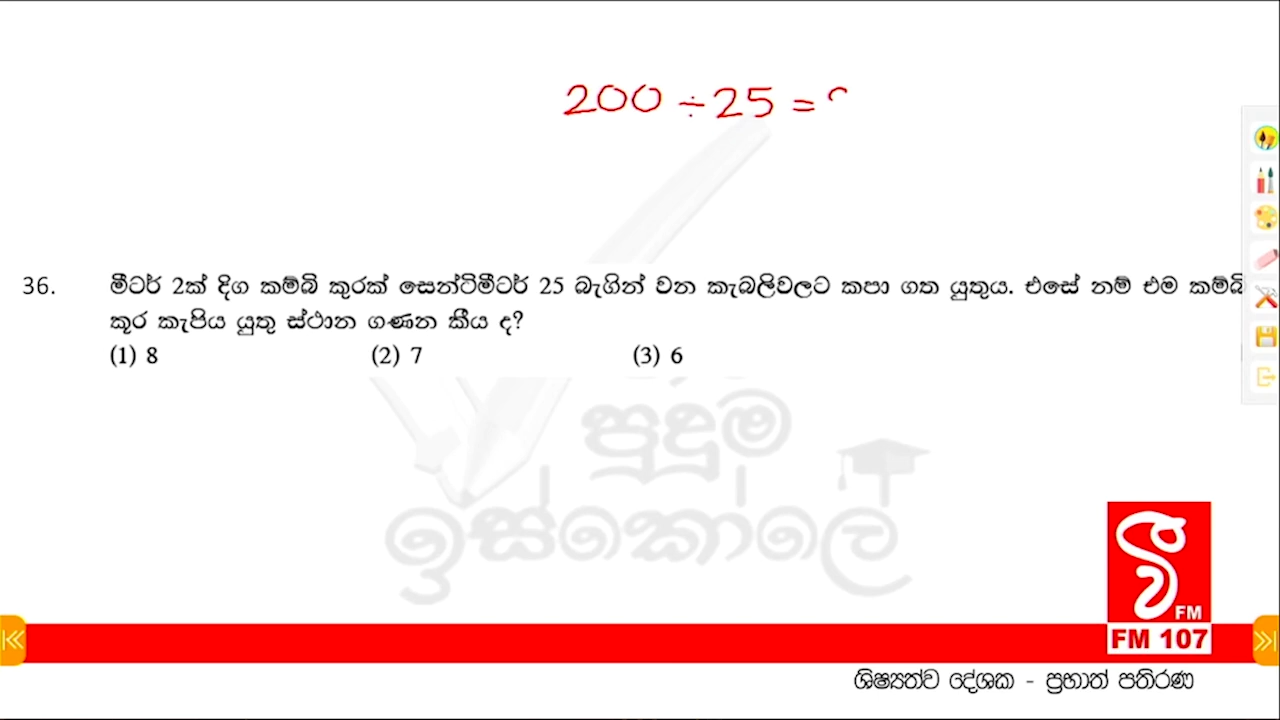 200 ÷ 25 =
36. මීටර් 2ක් දිග කම්බි කූරක් සෙන්ටිමීටර් 25 බැගින් වන කැබලිවලට කපා ගත යුතුය. එසේ නම් එම කම්බි
කූර කැපිය යුතු ස්ථාන ගණන කීය ද?
(1) 8 (2) 7 (3) 6
පුදුම
ඉස්කෝලේ
FM
FM 107
ශිෂ්‍යත්ව දේශක - ප්‍රභාත් පතිරණ